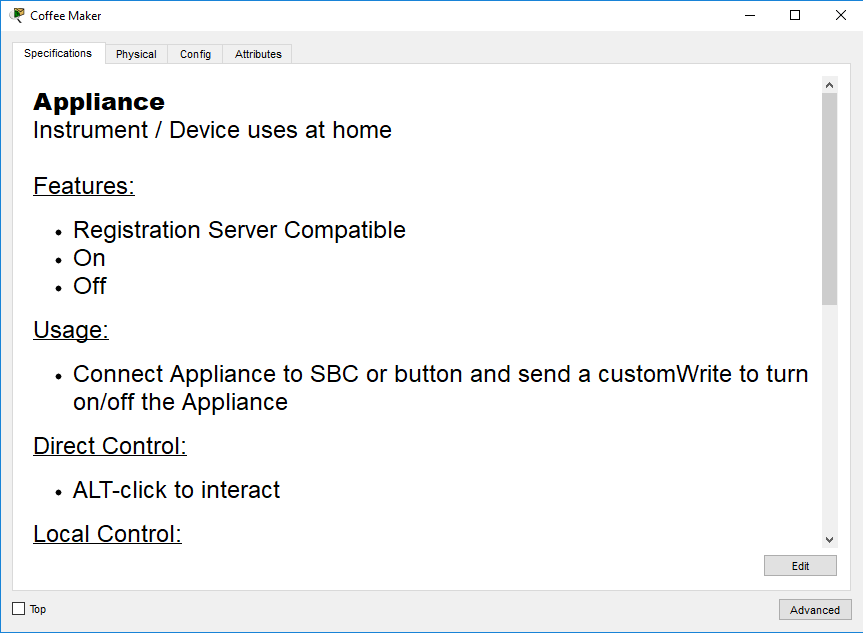 Coffee Maker
Specifications Physical Config Attributes
Appliance
Instrument / Device uses at home
Features:
Registration Server Compatible
On
Off
Usage:
Connect Appliance to SBC or button and send a customWrite to turn
on/off the Appliance
Direct Control:
ALT-click to interact
Local Control:
Edit
Top
Advanced